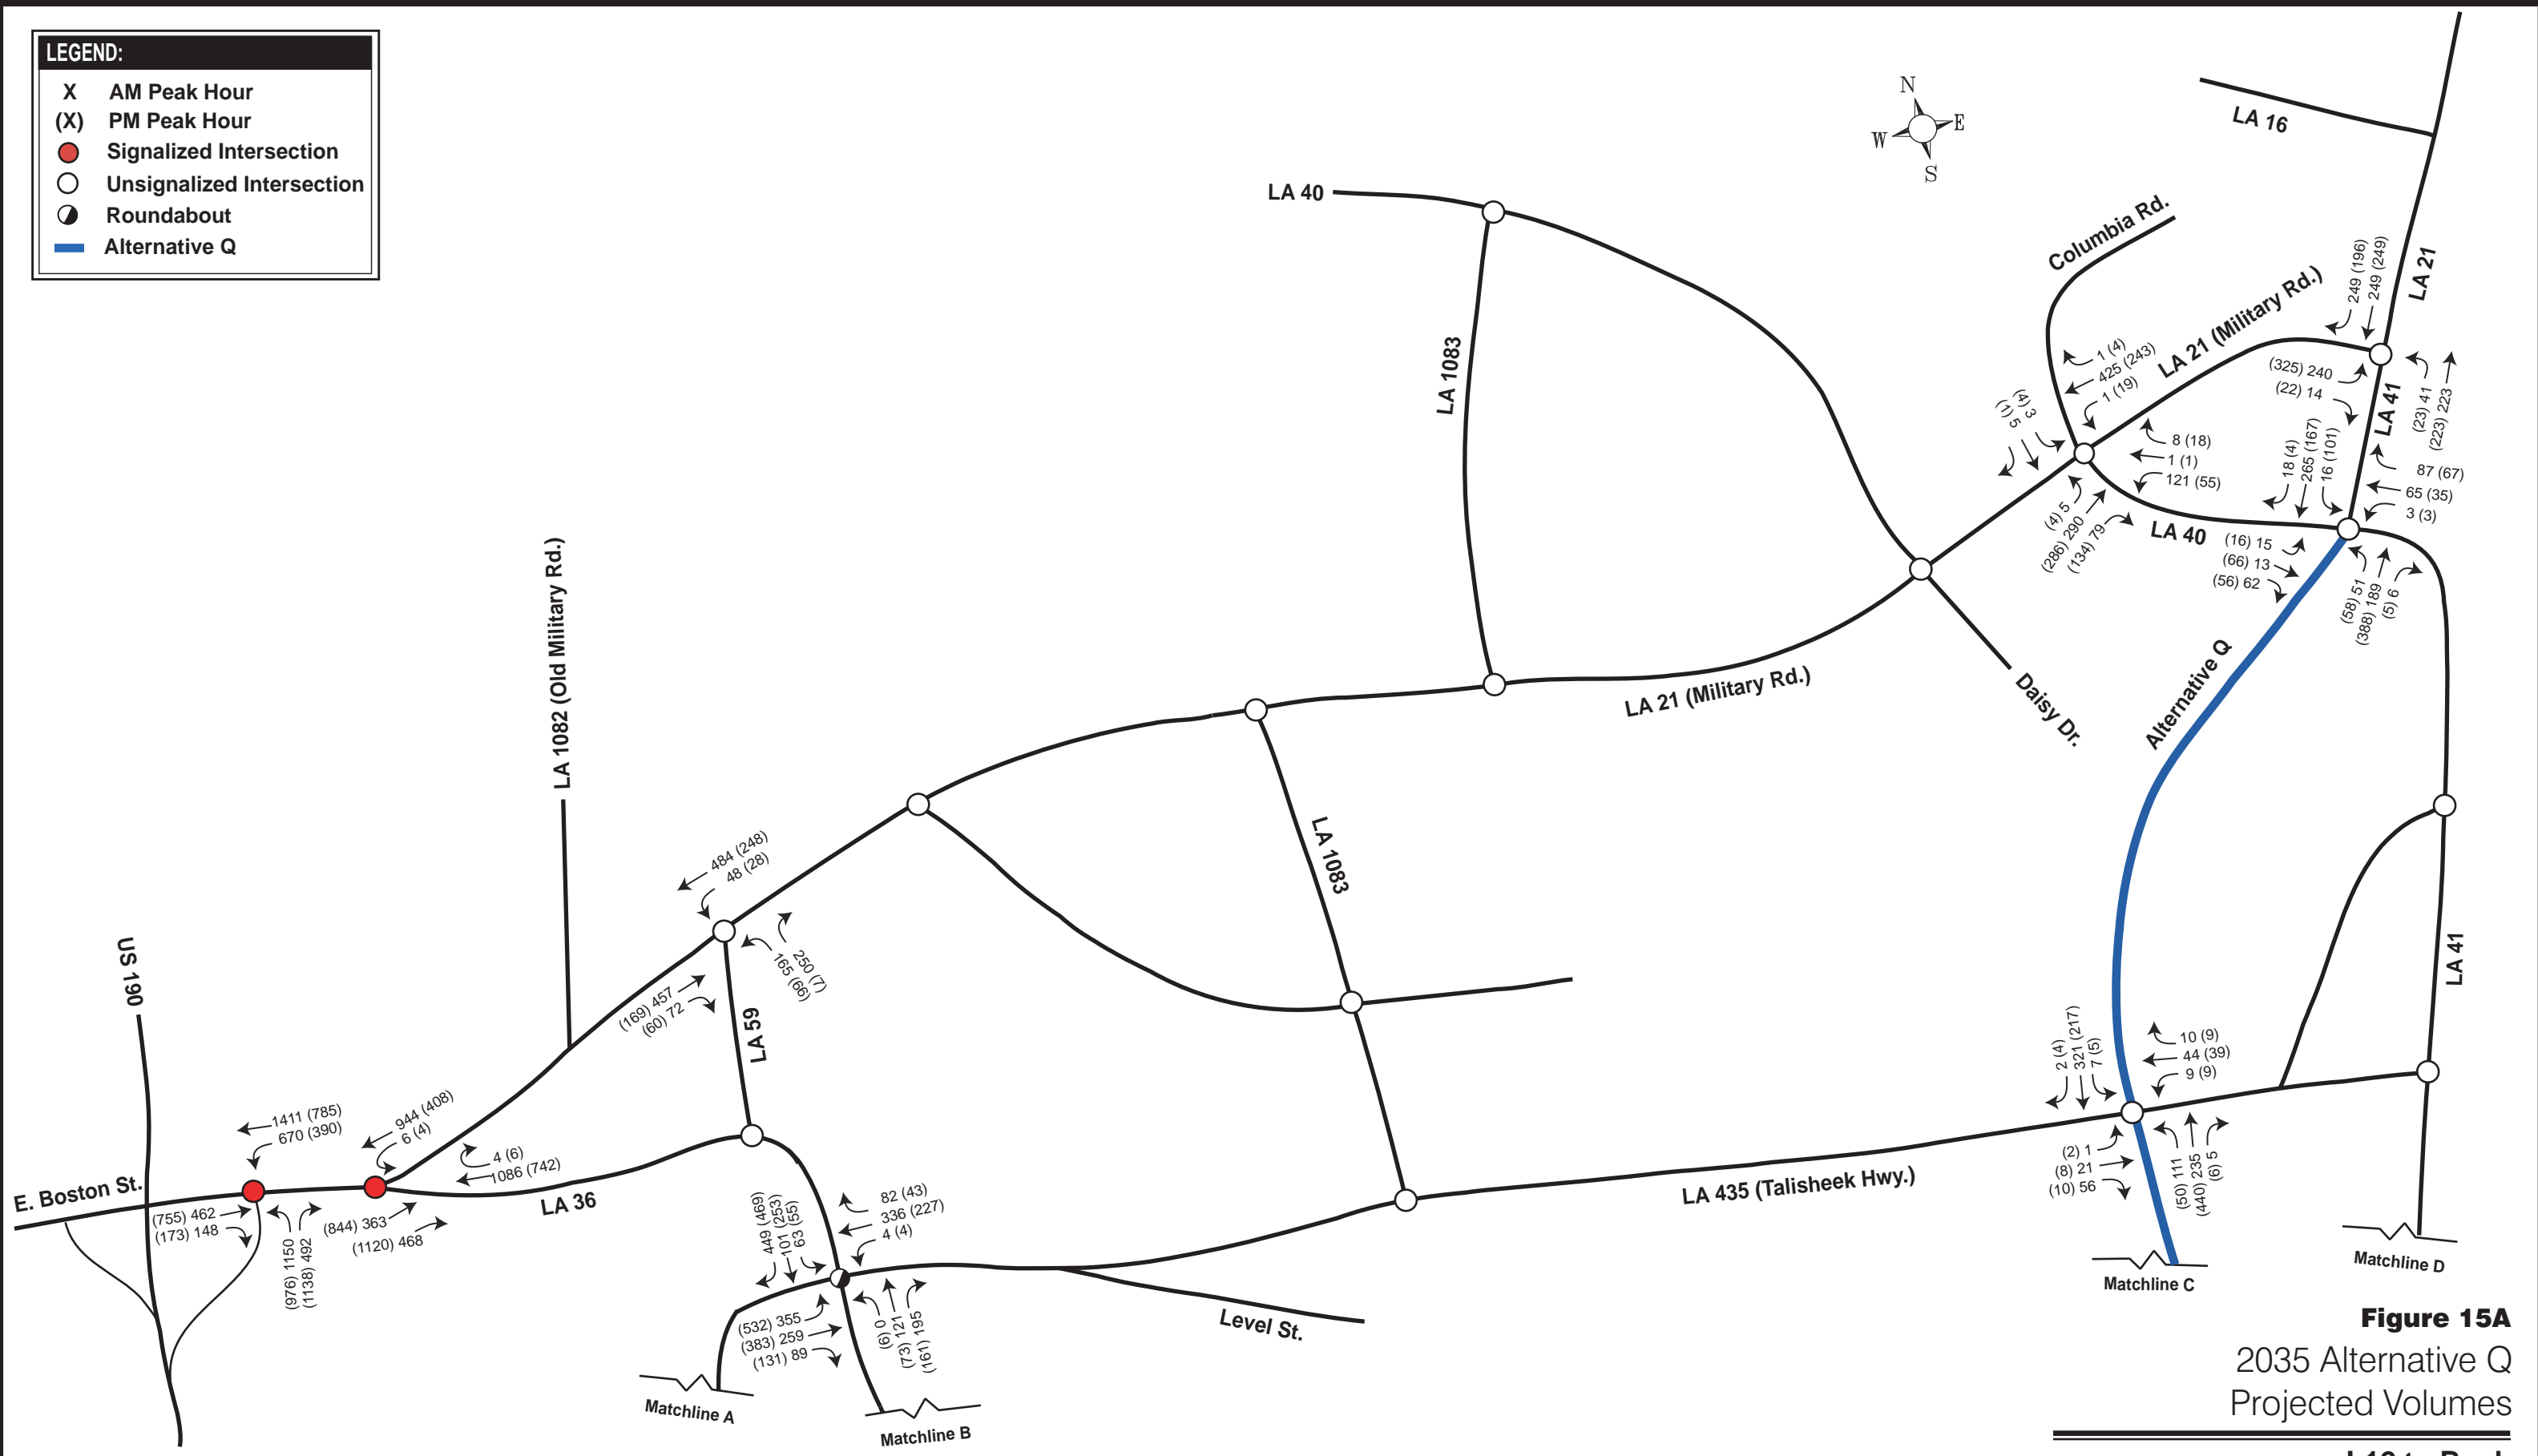 LEGEND:
X AM Peak Hour
(X) PM Peak Hour
Signalized Intersection
Unsignalized Intersection
Roundabout
Alternative Q
N
W
E
S
LA 16
LA 40
Columbia Rd.
LA 21
LA 21 (Military Rd.)
249 (196)
249 (249)
(325) 240
(22) 14
LA 41
(23) 41
(223) 223
1 (4)
425 (243)
1 (19)
(4) 3
(1) 5
8 (18)
1 (1)
121 (55)
(4) 5
(286) 290
(134) 79
LA 40
18 (4)
265 (167)
16 (101)
87 (67)
65 (35)
3 (3)
(16) 15
(66) 13
(56) 62
(58) 51
(388) 189
(5) 6
LA 1083
LA 1082 (Old Military Rd.)
LA 21 (Military Rd.)
Daisy Dr.
Alternative Q
LA 1083
484 (248)
48 (28)
250 (7)
165 (66)
(169) 457
(60) 72
LA 59
US 190
LA 41
2 (4)
321 (217)
7 (5)
10 (9)
44 (39)
9 (9)
(2) 1
(8) 21
(10) 56
(50) 111
(440) 235
(6) 5
1411 (785)
670 (390)
944 (408)
6 (4)
4 (6)
1086 (742)
E. Boston St.
(755) 462
(173) 148
(976) 1150
(1138) 492
(844) 363
(1120) 468
LA 36
LA 435 (Talisheek Hwy.)
449 (469)
101 (253)
63 (55)
82 (43)
336 (227)
4 (4)
(532) 355
(383) 259
(131) 89
(6) 0
(73) 121
(161) 195
Level St.
Matchline A
Matchline B
Matchline C
Matchline D
Figure 15A
2035 Alternative Q
Projected Volumes